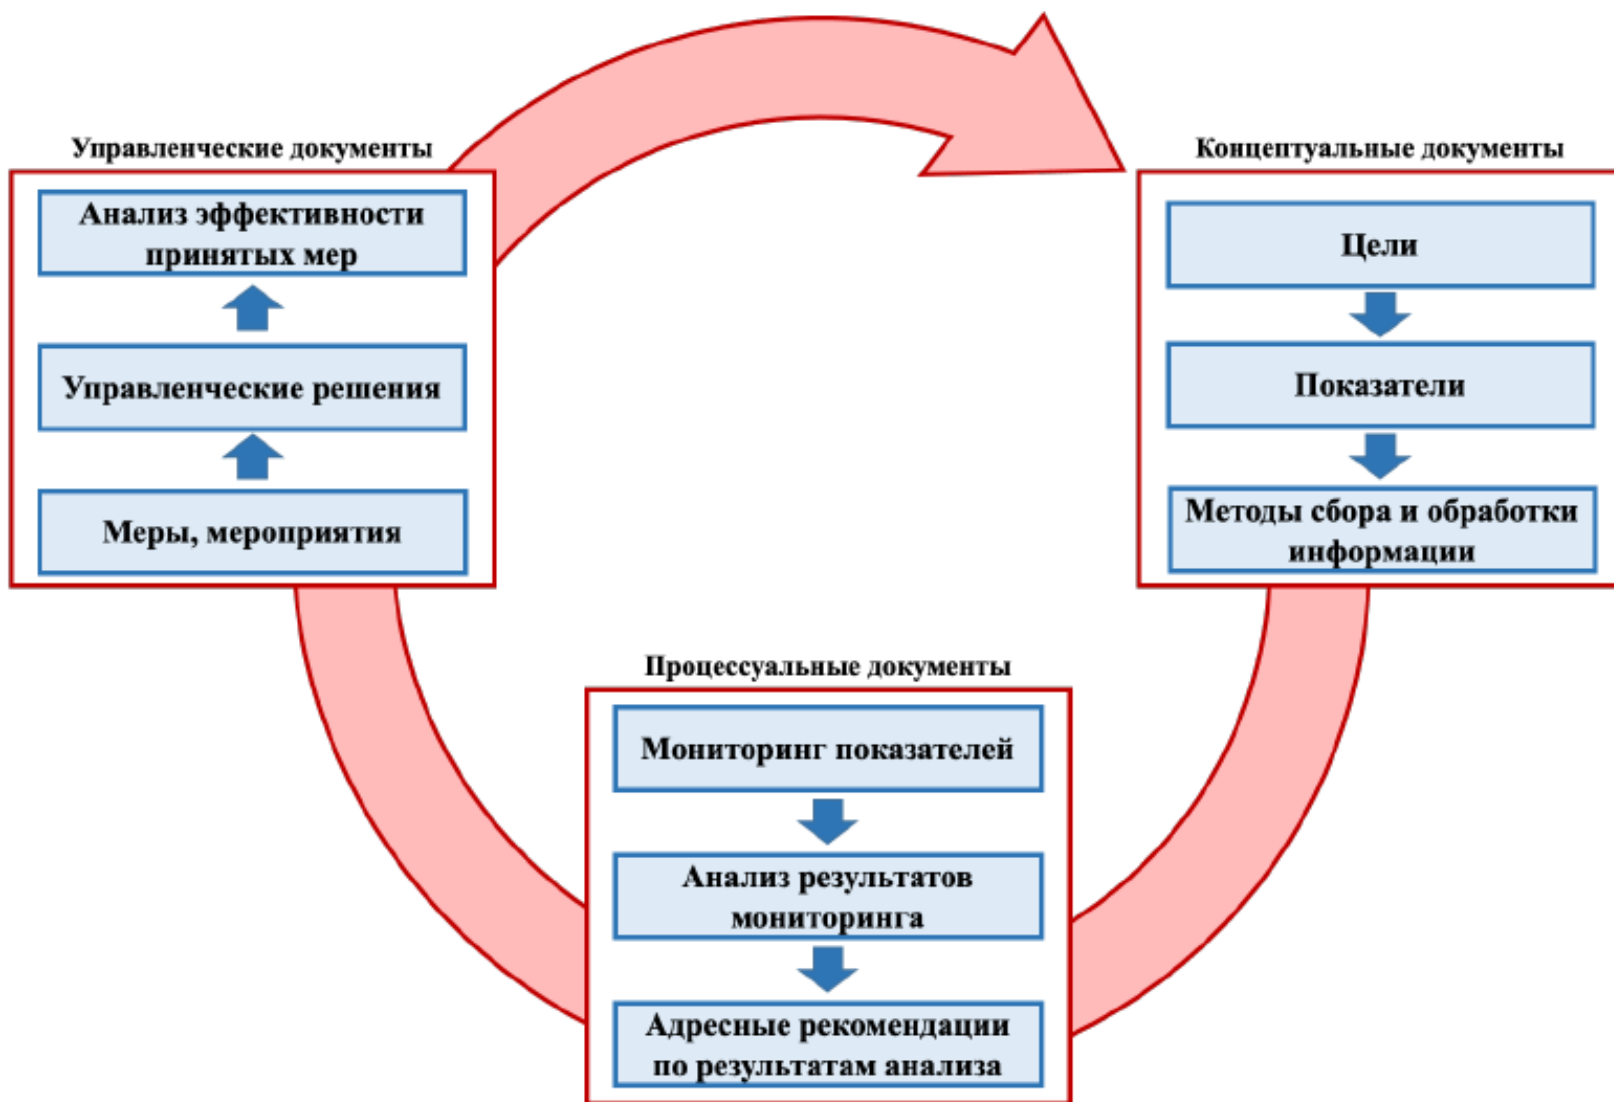 Управленческие документы
Анализ эффективности
принятых мер
Управленческие решения
Меры, мероприятия
Концептуальные документы
Цели
Показатели
Методы сбора и обработки
информации
Процессуальные документы
Мониторинг показателей
Анализ результатов
мониторинга
Адресные рекомендации
по результатам анализа